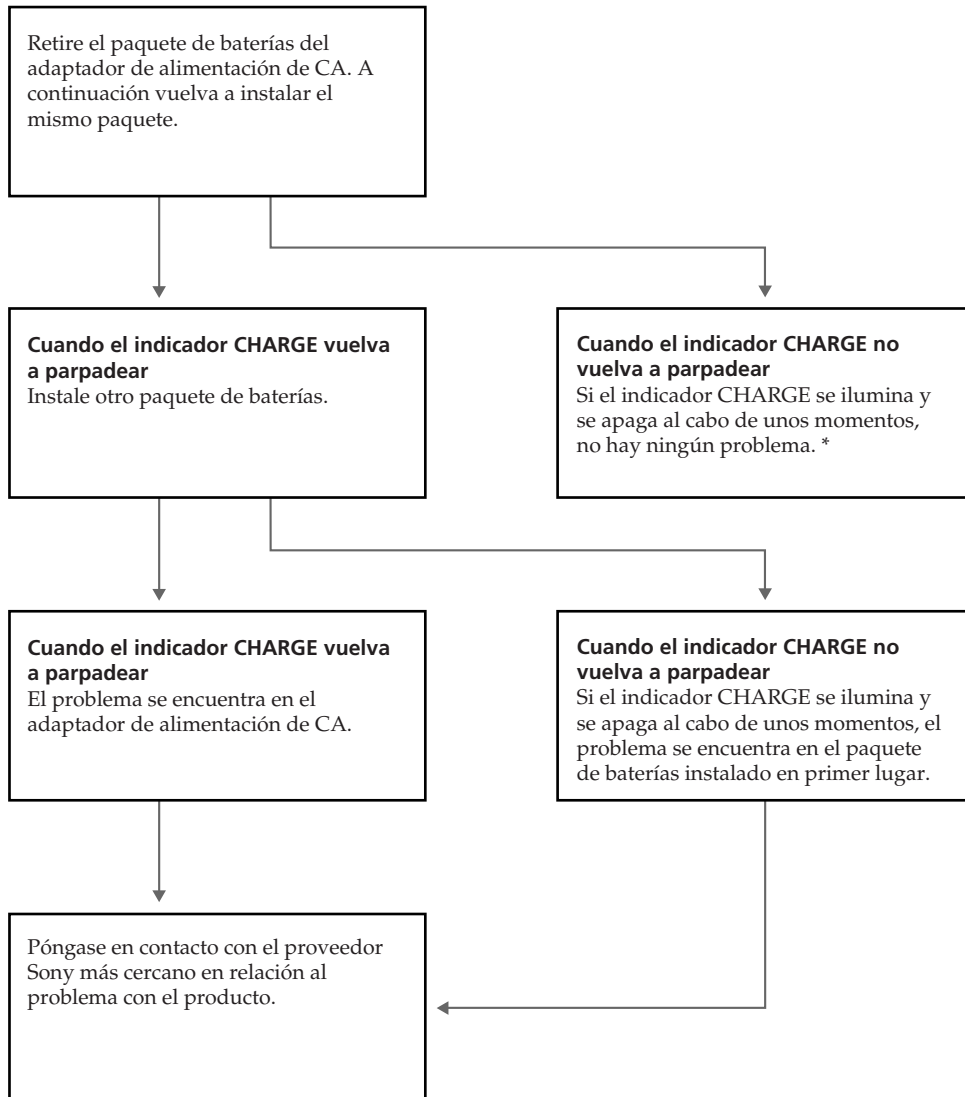 Retire el paquete de baterías del
adaptador de alimentación de CA. A
continuación vuelva a instalar el
mismo paquete.
Cuando el indicador CHARGE vuelva
a parpadear
Instale otro paquete de baterías.
Cuando el indicador CHARGE no
vuelva a parpadear
Si el indicador CHARGE se ilumina y
se apaga al cabo de unos momentos,
no hay ningún problema. *
Cuando el indicador CHARGE vuelva
a parpadear
El problema se encuentra en el
adaptador de alimentación de CA.
Cuando el indicador CHARGE no
vuelva a parpadear
Si el indicador CHARGE se ilumina y
se apaga al cabo de unos momentos, el
problema se encuentra en el paquete
de baterías instalado en primer lugar.
Póngase en contacto con el proveedor
Sony más cercano en relación al
problema con el producto.